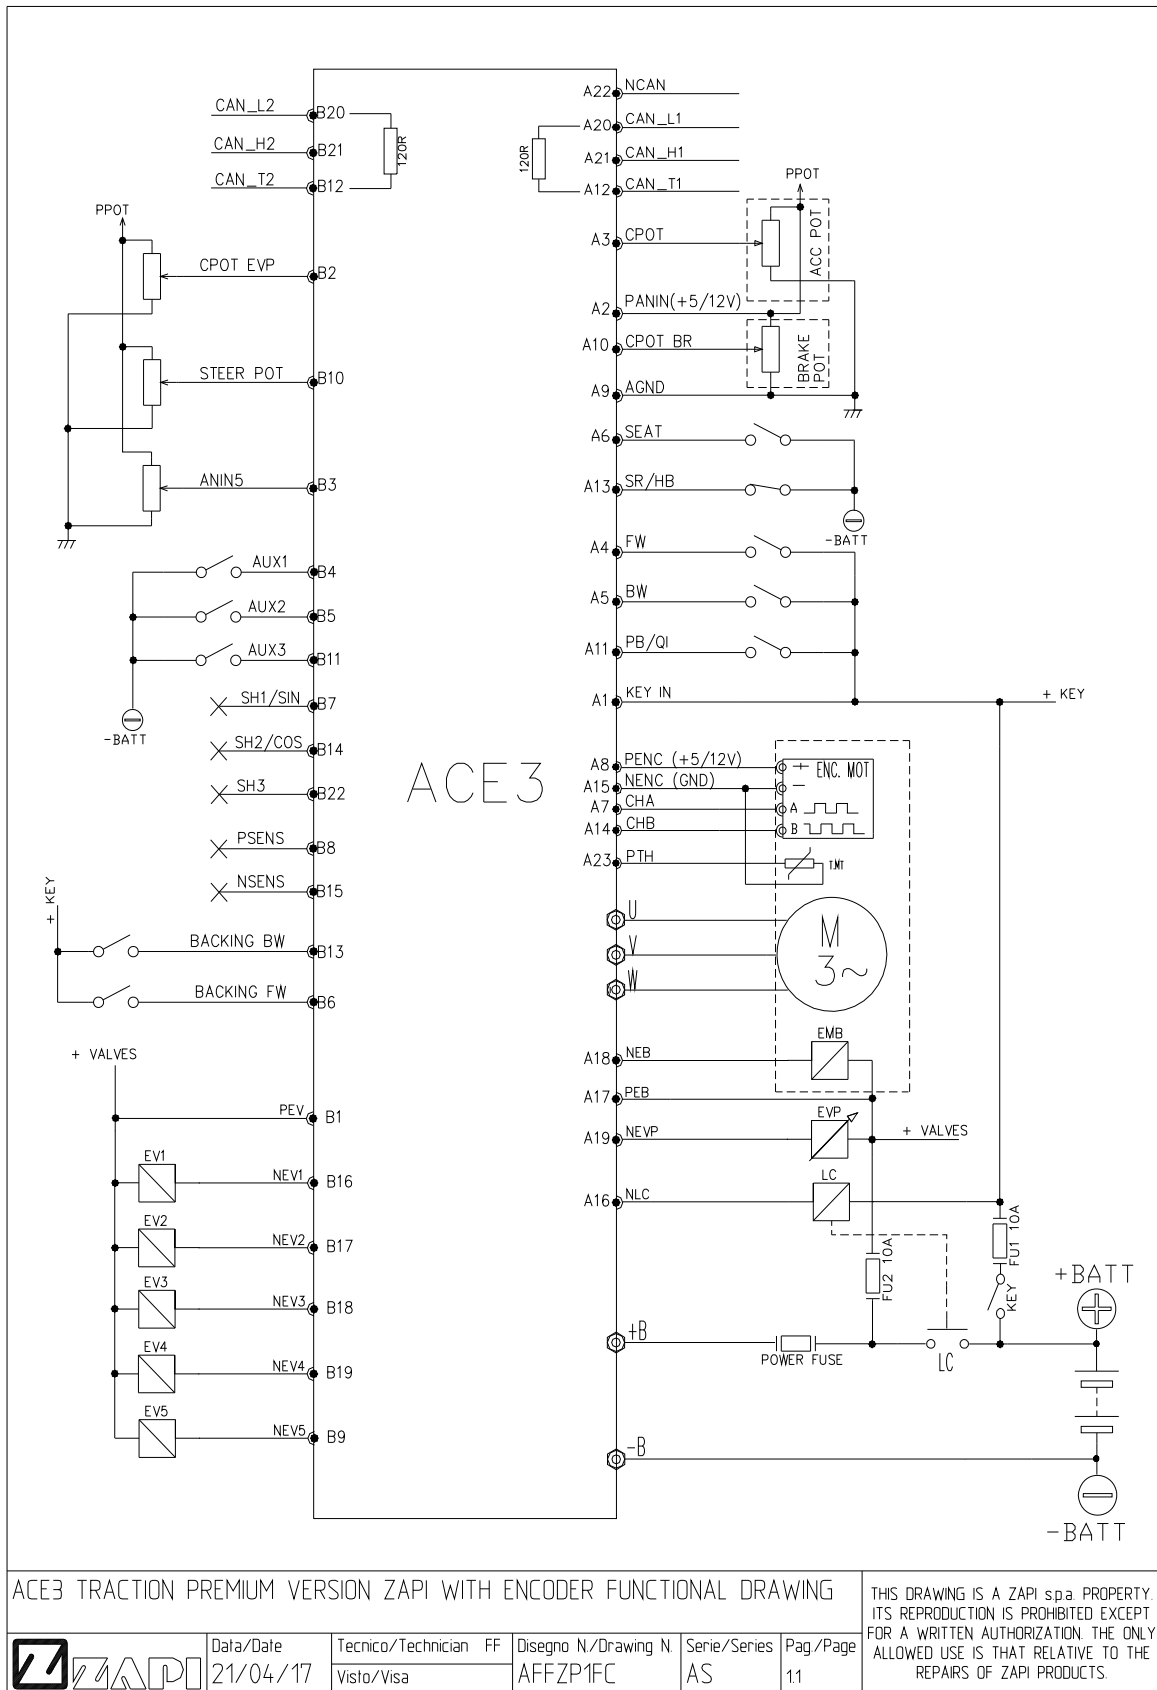 CAN_L2
B20
CAN_H2
B21
CAN_T2
B12
120R
120R
A22 NCAN
A20 CAN_L1
A21 CAN_H1
A12 CAN_T1
PPOT
A3 CPOT
ACC POT
A2 PANIN(+5/12V)
A10 CPOT BR
BRAKE
POT
A9 AGND
A6 SEAT
A13 SR/HB
-BATT
A4 FW
A5 BW
A11 PB/QI
A1 KEY IN
+ KEY
PPOT
CPOT EVP
B2
STEER POT
B10
ANIN5
B3
AUX1
B4
AUX2
B5
AUX3
B11
-BATT
SH1/SIN
B7
SH2/COS
B14
SH3
B22
PSENS
B8
NSENS
B15
+ KEY
BACKING BW
B13
BACKING FW
B6
ACE3
A8 PENC (+5/12V)
A15 NENC (GND)
A7 CHA
A14 CHB
+ ENC. MOT
-
A
B
A23 PTH
T.MT
U
V
W
M
3~
EMB
A18 NEB
A17 PEB
EVP
A19 NEVP
+ VALVES
LC
A16 NLC
FU2 10A
FU1 10A
KEY
+BATT
+B
POWER FUSE
LC
-B
-BATT
+ VALVES
PEV
B1
EV1
NEV1
B16
EV2
NEV2
B17
EV3
NEV3
B18
EV4
NEV4
B19
EV5
NEV5
B9
ACE3 TRACTION PREMIUM VERSION ZAPI WITH ENCODER FUNCTIONAL DRAWING
THIS DRAWING IS A ZAPI s.p.a. PROPERTY.
ITS REPRODUCTION IS PROHIBITED EXCEPT
FOR A WRITTEN AUTHORIZATION. THE ONLY
ALLOWED USE IS THAT RELATIVE TO THE
REPAIRS OF ZAPI PRODUCTS.
ZAPI
Data/Date
21/04/17
Tecnico/Technician FF
Visto/Visa
Disegno N./Drawing N.
AFFZP1FC
Serie/Series
AS
Pag./Page
1.1